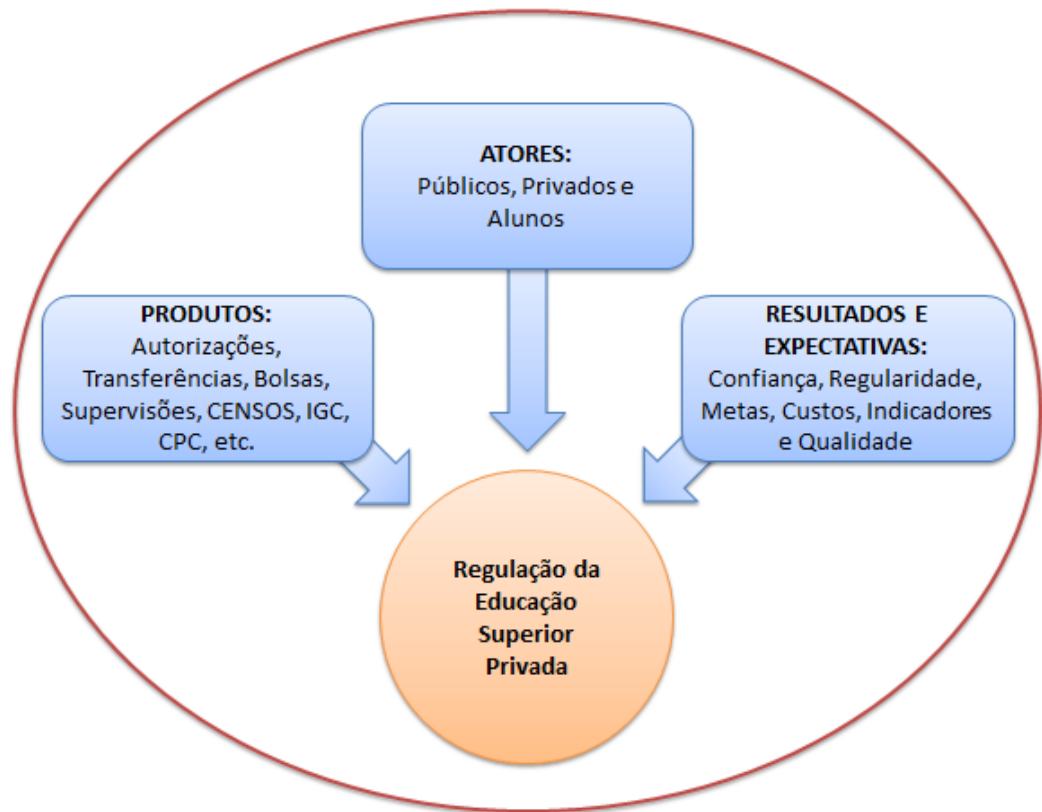 ATORES:
Públicos, Privados e
Alunos
PRODUTOS:
Autorizações,
Transferências, Bolsas,
Supervisões, CENSOS, IGC,
CPC, etc.
RESULTADOS E
EXPECTATIVAS:
Confiança, Regularidade,
Metas, Custos, Indicadores
e Qualidade
Regulação da
Educação
Superior
Privada